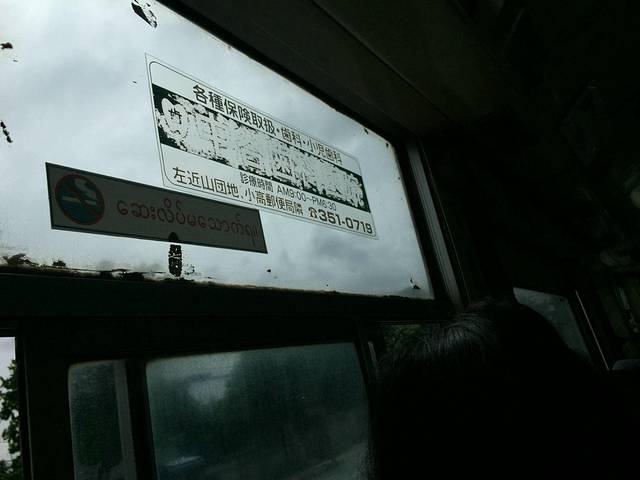 各種保険取扱・歯科・小児歯科
診療時間 AM9:00~PM6:30
左近山団地 小高郵便局隣 ☎351-0719
ဆေးလိပ်မသောက်ရ။